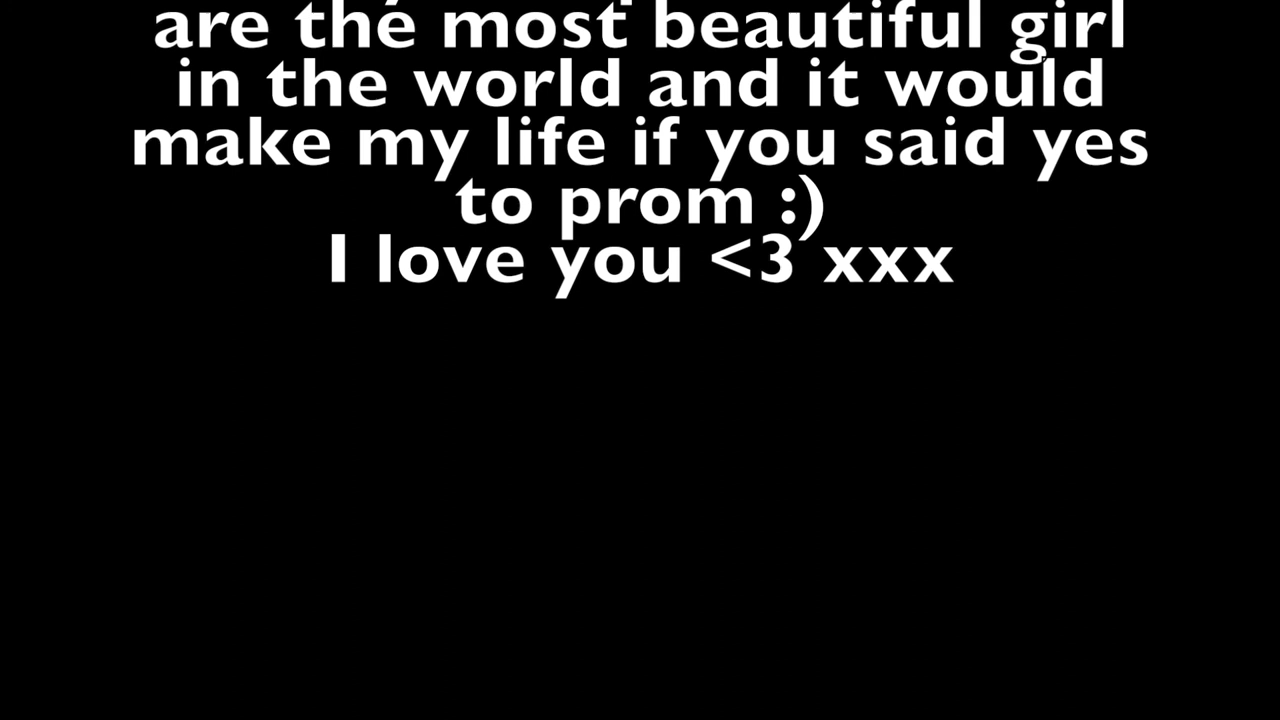 are the most beautiful girl
in the world and it would
make my life if you said yes
to prom :)
I love you <3 xxx